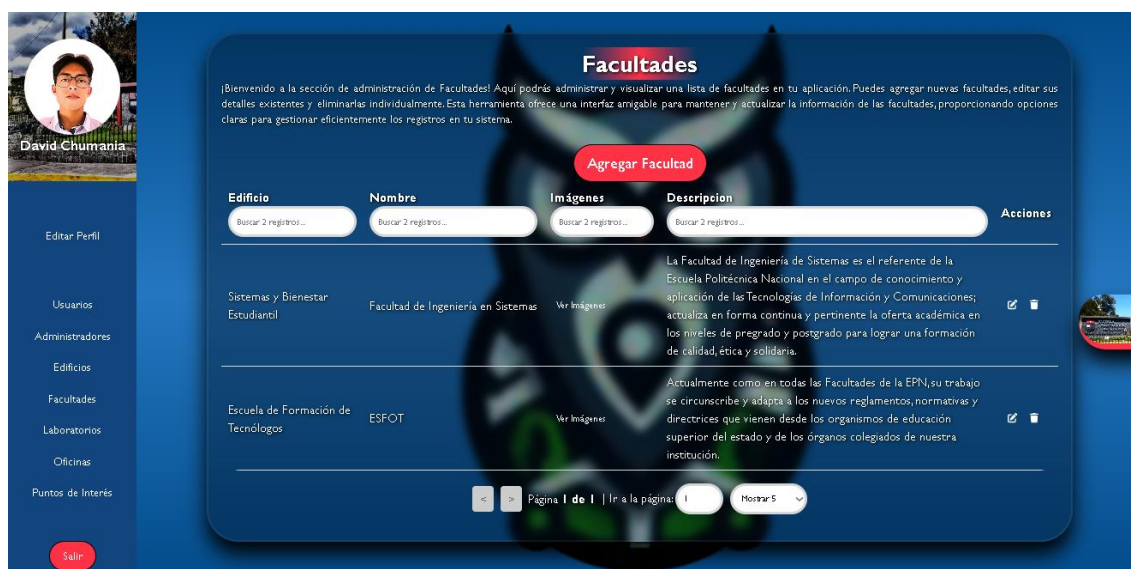 David Chumania
Editar Perfil
Usuarios
Administradores
Edificios
Facultades
Laboratorios
Oficinas
Puntos de Interés
Salir
Facultades
¡Bienvenido a la sección de administración de Facultades! Aquí podrás administrar y visualizar una lista de facultades en tu aplicación. Puedes agregar nuevas facultades, editar sus
detalles existentes y eliminarlas individualmente. Esta herramienta ofrece una interfaz amigable para mantener y actualizar la información de las facultades, proporcionando opciones
claras para gestionar eficientemente los registros en tu sistema.
Agregar Facultad
Edificio Nombre Imágenes Descripcion Acciones
Buscar 2 registros... Buscar 2 registros... Buscar 2 registros... Buscar 2 registros...
Sistemas y Bienestar
Estudiantil
Facultad de Ingeniería en Sistemas
Ver Imágenes
La Facultad de Ingeniería de Sistemas es el referente de la
Escuela Politécnica Nacional en el campo de conocimiento y
aplicación de las Tecnologías de Información y Comunicaciones;
actualiza en forma continua y pertinente la oferta académica en
los niveles de pregrado y postgrado para lograr una formación
de calidad, ética y solidaria.
Escuela de Formación de
Tecnólogos
ESFOT
Ver Imágenes
Actualmente como en todas las Facultades de la EPN, su trabajo
se circunscribe y adapta a los nuevos reglamentos, normativas y
directrices que vienen desde los organismos de educación
superior del estado y de los órganos colegiados de nuestra
institución.
< > Página 1 de 1 | Ir a la página: 1 Mostrar 5